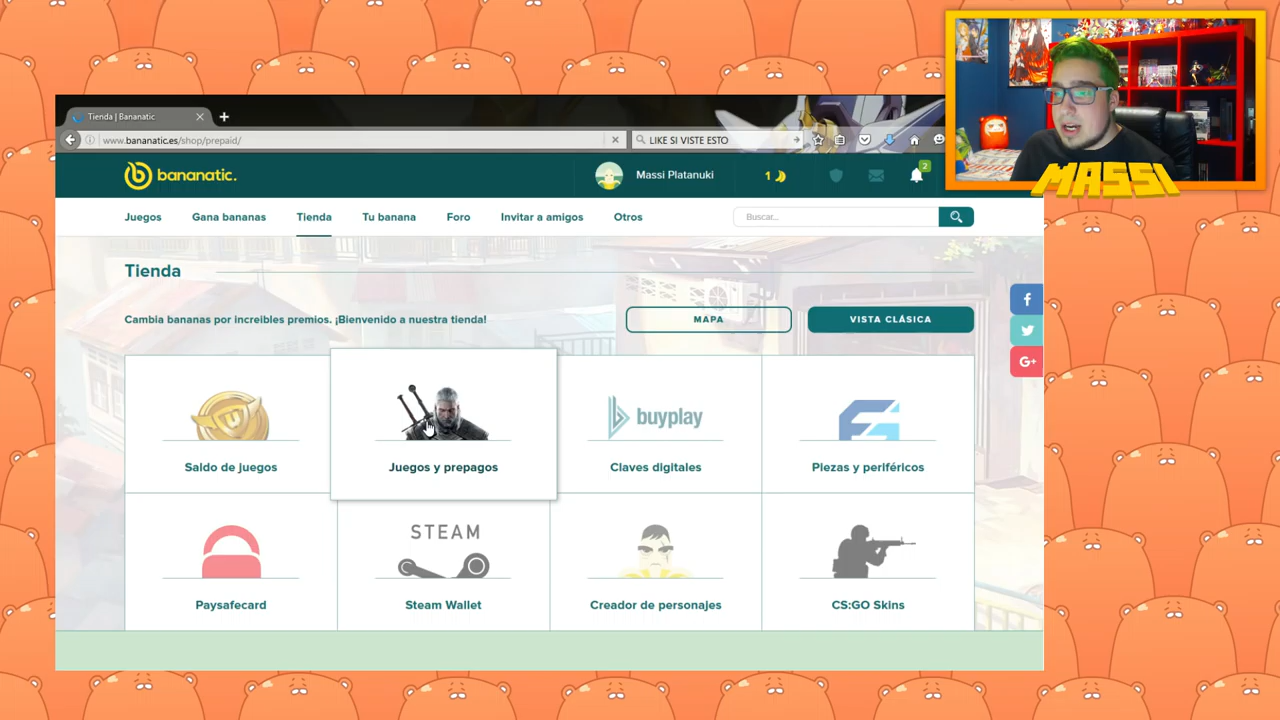 Tienda | Bananatic
www.bananatic.es/shop/prepaid/
LIKE SI VISTE ESTO
MASSI
bananatic.
Massi Platanuki
1
2
Juegos Gana bananas Tienda Tu banana Foro Invitar a amigos Otros
Buscar...
Tienda
Cambia bananas por increibles premios. ¡Bienvenido a nuestra tienda!
MAPA
VISTA CLÁSICA
buyplay
Saldo de juegos
Juegos y prepagos
Claves digitales
Piezas y periféricos
STEAM
Paysafecard
Steam Wallet
Creador de personajes
CS:GO Skins
f
G+